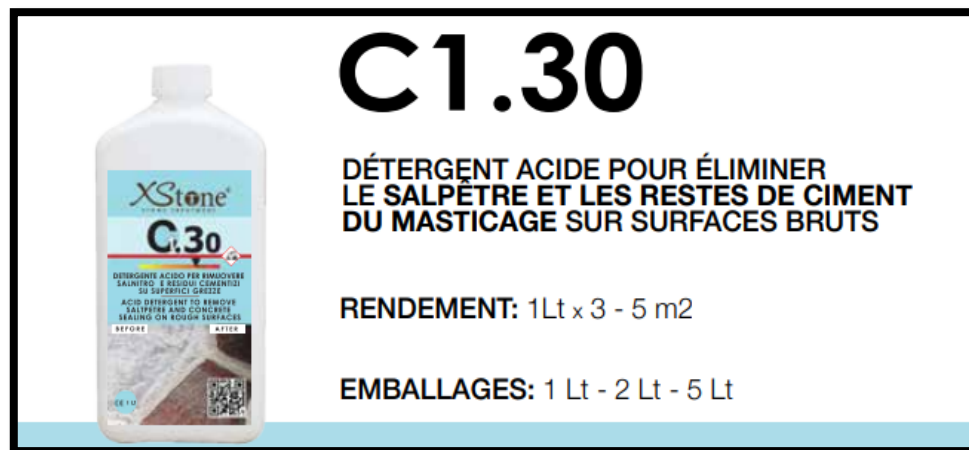 C1.30
DÉTERGENT ACIDE POUR ÉLIMINER
LE SALPÊTRE ET LES RESTES DE CIMENT
DU MASTICAGE SUR SURFACES BRUTS
RENDEMENT: 1Lt x 3 - 5 m2
EMBALLAGES: 1 Lt - 2 Lt - 5 Lt
XStone
STONE TREATMENT
C1.30
DETERGENTE ACIDO PER RIMUOVERE
SALNITRO E RESIDUI CEMENTIZI
SU SUPERFICI GREZZE
ACID DETERGENT TO REMOVE
SALTPETRE AND CONCRETE
SEALING ON ROUGH SURFACES
BEFORE
AFTER